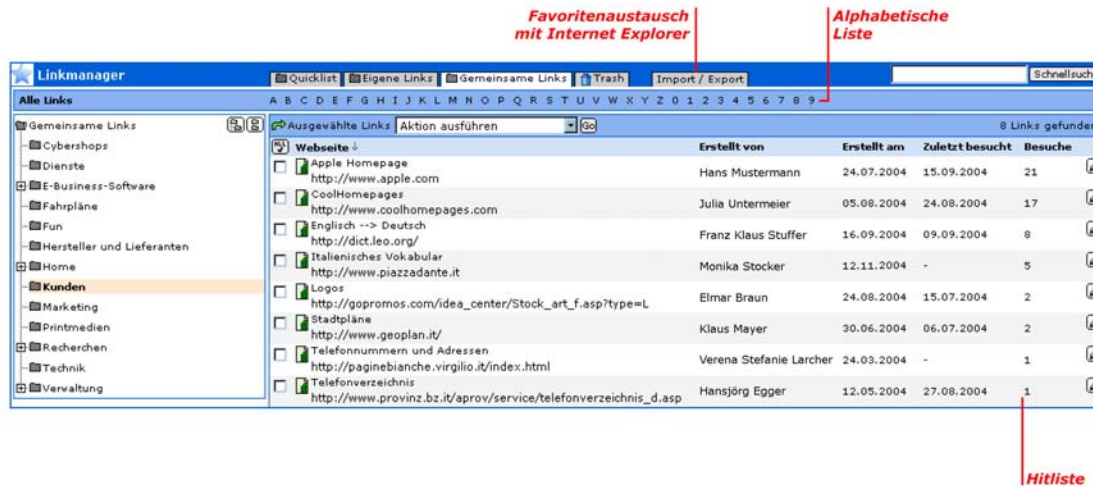 Favoritenaustausch
mit Internet Explorer
Alphabetische
Liste
Linkmanager
Quicklist Eigene Links Gemeinsame Links Trash Import / Export Schnellsuch
Alle Links
A B C D E F G H I J K L M N O P Q R S T U V W X Y Z 0 1 2 3 4 5 6 7 8 9
Gemeinsame Links
Cybershops
Dienste
E-Business-Software
Fahrpläne
Fun
Hersteller und Lieferanten
Home
Kunden
Marketing
Printmedien
Recherchen
Technik
Verwaltung
Ausgewählte Links Aktion ausführen Go 8 Links gefunden
Webseite Erstellt von Erstellt am Zuletzt besucht Besuche
Apple Homepage
http://www.apple.com Hans Mustermann 24.07.2004 15.09.2004 21
CoolHomepages
http://www.coolhomepages.com Julia Untermeier 05.08.2004 24.08.2004 17
Englisch --> Deutsch
http://dict.leo.org/ Franz Klaus Stuffer 16.09.2004 09.09.2004 8
Italienisches Vokabular
http://www.piazzadante.it Monika Stocker 12.11.2004 - 5
Logos
http://gopromos.com/idea_center/Stock_art_f.asp?type=L Elmar Braun 24.08.2004 15.07.2004 2
Stadtpläne
http://www.geoplan.it/ Klaus Mayer 30.06.2004 06.07.2004 2
Telefonnummern und Adressen
http://paginebianche.virgilio.it/index.html Verena Stefanie Larcher 24.03.2004 - 1
Telefonverzeichnis
http://www.provinz.bz.it/aprov/service/telefonverzeichnis_d.asp Hansjörg Egger 12.05.2004 27.08.2004 1
Hitliste